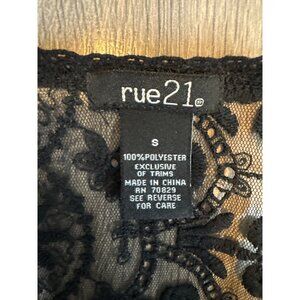 rue21®
S
100% POLYESTER
EXCLUSIVE
OF TRIMS
MADE IN CHINA
RN 70829
SEE REVERSE
FOR CARE